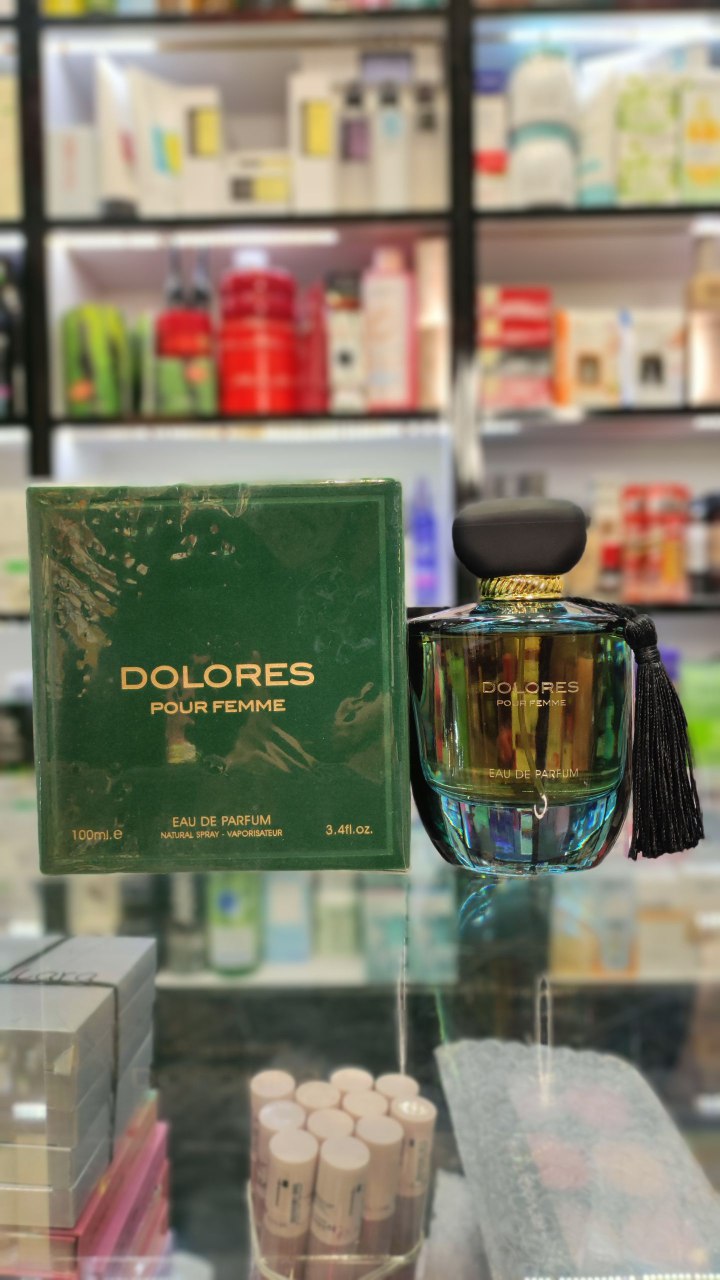 DOLORES
POUR FEMME
EAU DE PARFUM
NATURAL SPRAY - VAPORISATEUR
100ml.e
3.4fl.oz.
DOLORES
POUR FEMME
EAU DE PARFUM